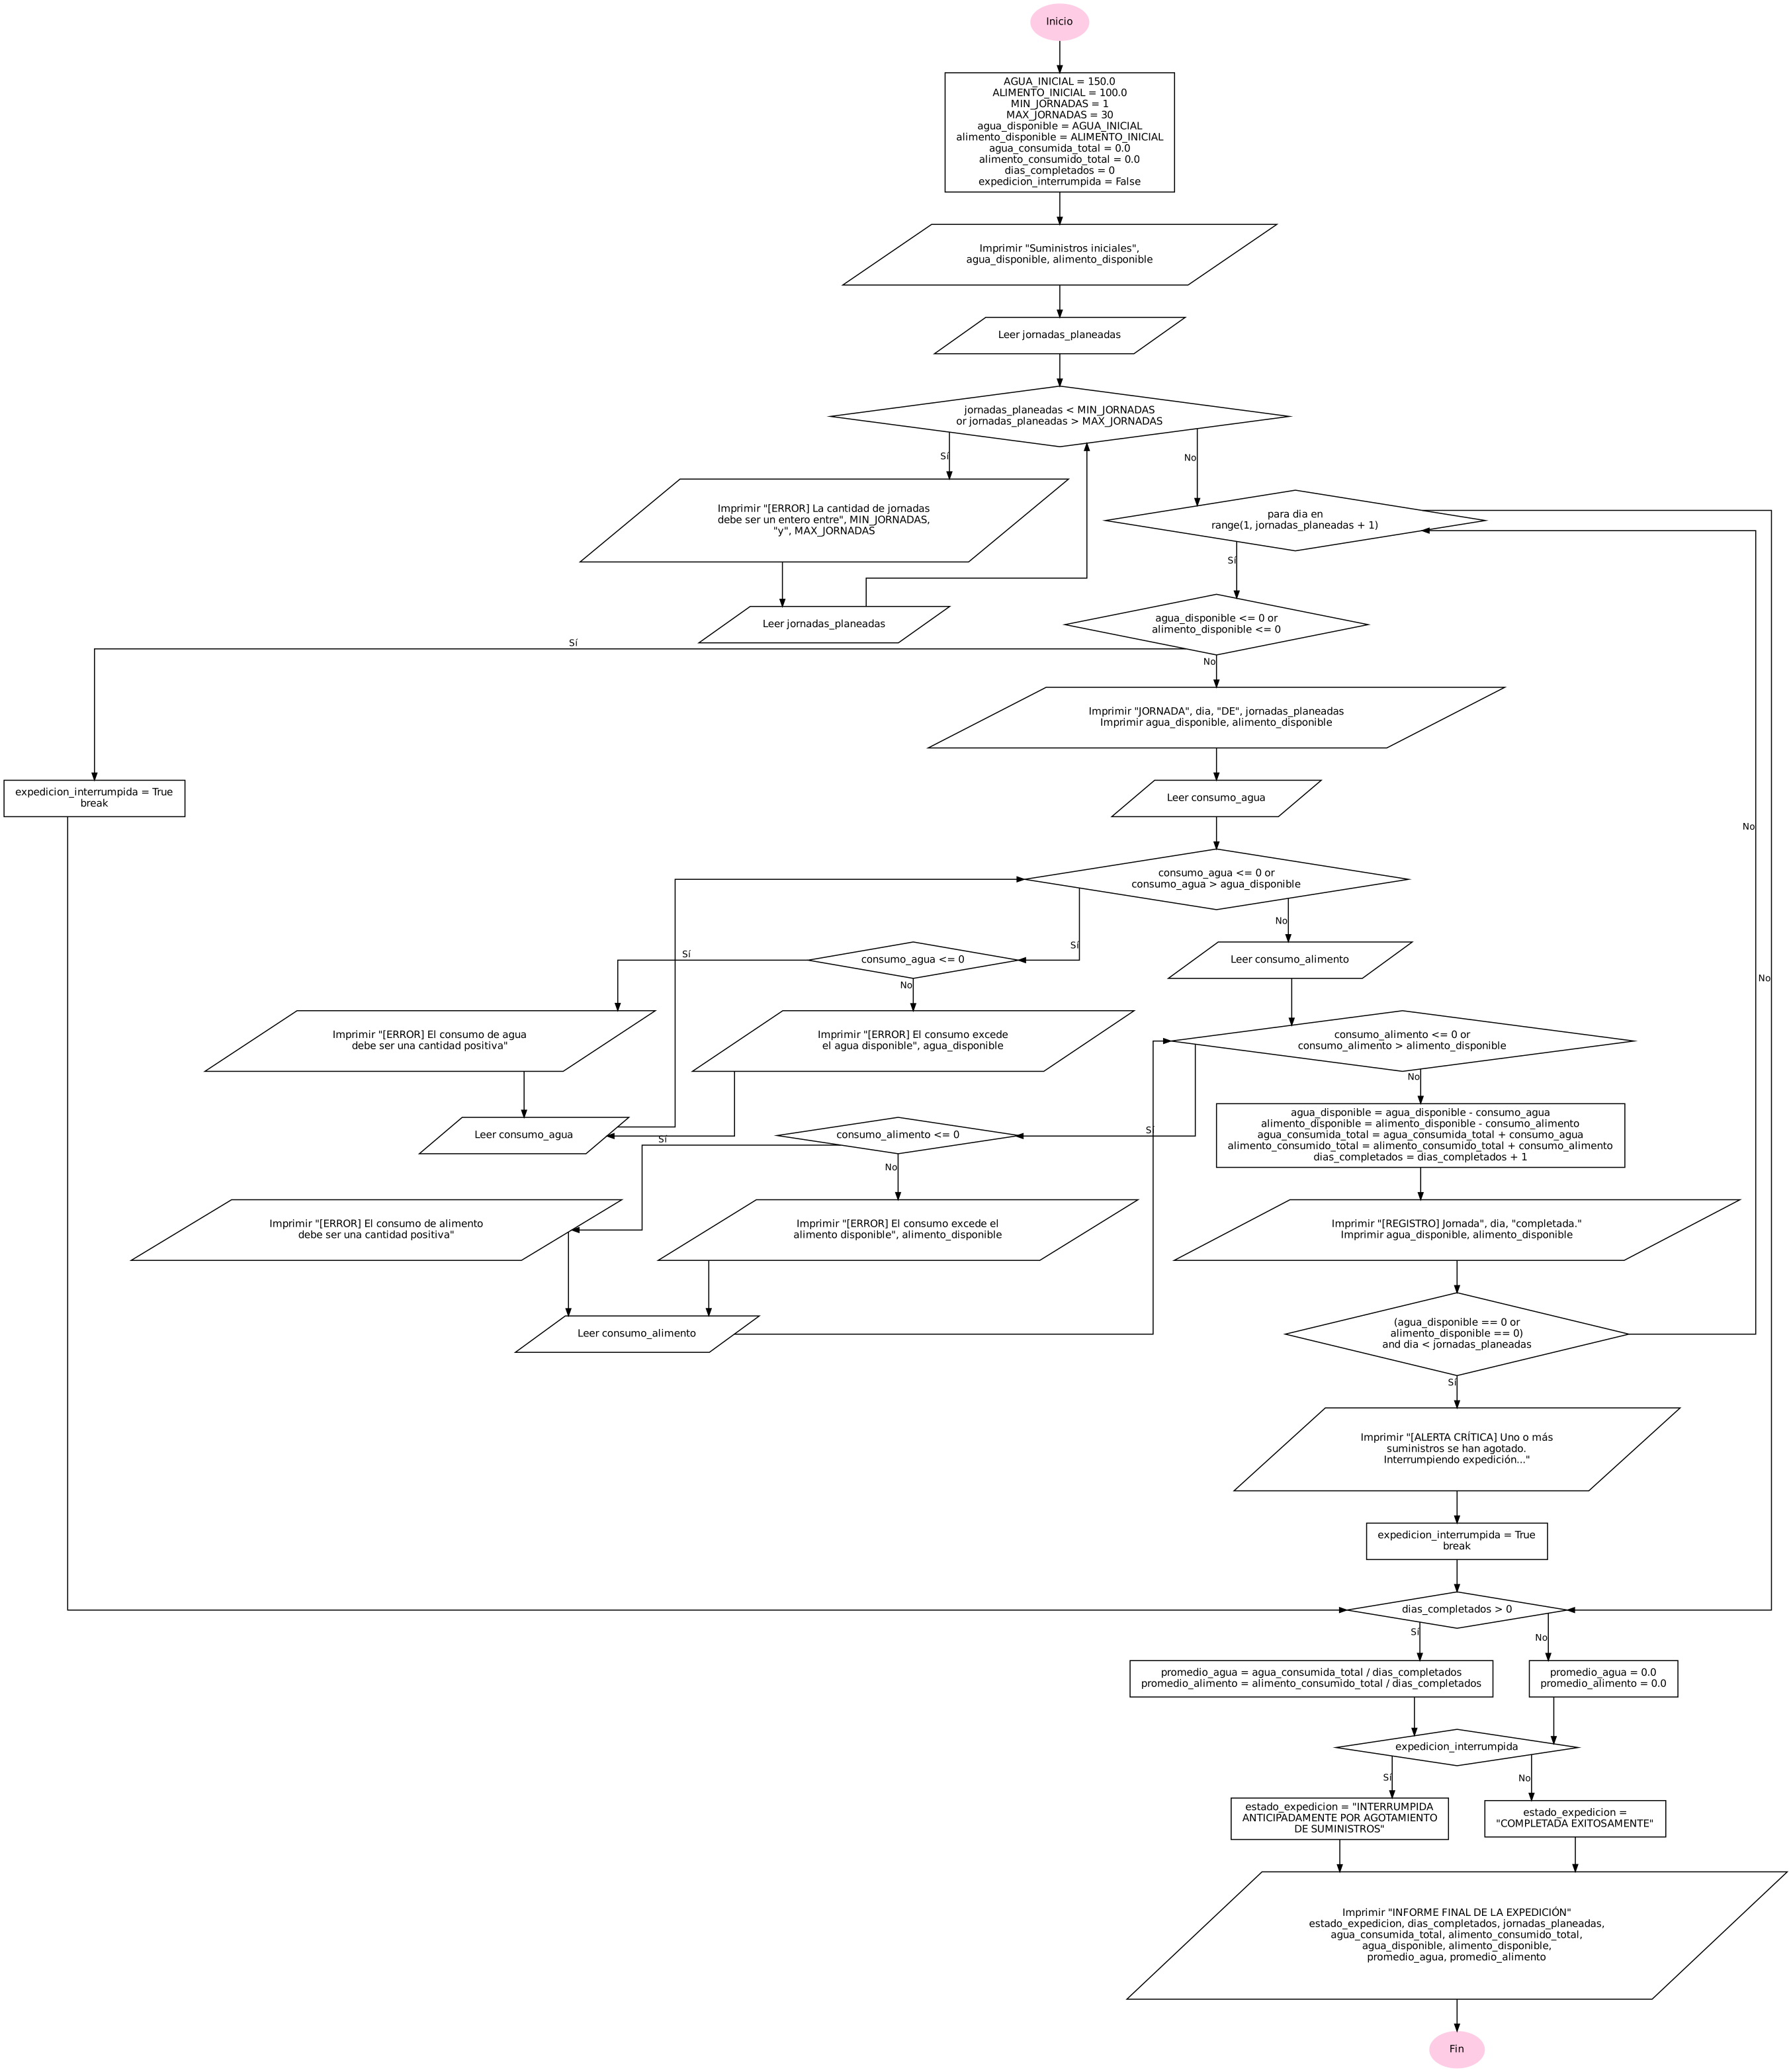 Inicio
AGUA_INICIAL = 150.0
ALIMENTO_INICIAL = 100.0
MIN_JORNADAS = 1
MAX_JORNADAS = 30
agua_disponible = AGUA_INICIAL
alimento_disponible = ALIMENTO_INICIAL
agua_consumida_total = 0.0
alimento_consumido_total = 0.0
dias_completados = 0
expedicion_interrumpida = False
Imprimir "Suministros iniciales",
agua_disponible, alimento_disponible
Leer jornadas_planeadas
jornadas_planeadas < MIN_JORNADAS
or jornadas_planeadas > MAX_JORNADAS
Sí
No
Imprimir "[ERROR] La cantidad de jornadas
debe ser un entero entre", MIN_JORNADAS,
"y", MAX_JORNADAS
para dia en
range(1, jornadas_planeadas + 1)
Sí
Leer jornadas_planeadas
agua_disponible <= 0 or
alimento_disponible <= 0
Sí
No
Imprimir "JORNADA", dia, "DE", jornadas_planeadas
Imprimir agua_disponible, alimento_disponible
expedicion_interrumpida = True
break
Leer consumo_agua
No
consumo_agua <= 0 or
consumo_agua > agua_disponible
No
Sí
Sí
consumo_agua <= 0
Leer consumo_alimento
No
No
Imprimir "[ERROR] El consumo de agua
debe ser una cantidad positiva"
Imprimir "[ERROR] El consumo excede
el agua disponible", agua_disponible
consumo_alimento <= 0 or
consumo_alimento > alimento_disponible
No
Leer consumo_agua
Sí
consumo_alimento <= 0
Sí
agua_disponible = agua_disponible - consumo_agua
alimento_disponible = alimento_disponible - consumo_alimento
agua_consumida_total = agua_consumida_total + consumo_agua
alimento_consumido_total = alimento_consumido_total + consumo_alimento
dias_completados = dias_completados + 1
No
Imprimir "[ERROR] El consumo de alimento
debe ser una cantidad positiva"
Imprimir "[ERROR] El consumo excede el
alimento disponible", alimento_disponible
Imprimir "[REGISTRO] Jornada", dia, "completada."
Imprimir agua_disponible, alimento_disponible
Leer consumo_alimento
(agua_disponible == 0 or
alimento_disponible == 0)
and dia < jornadas_planeadas
Sí
Imprimir "[ALERTA CRÍTICA] Uno o más
suministros se han agotado.
Interrumpiendo expedición..."
expedicion_interrumpida = True
break
dias_completados > 0
Sí
No
promedio_agua = agua_consumida_total / dias_completados
promedio_alimento = alimento_consumido_total / dias_completados
promedio_agua = 0.0
promedio_alimento = 0.0
expedicion_interrumpida
Sí
No
estado_expedicion = "INTERRUMPIDA
ANTICIPADAMENTE POR AGOTAMIENTO
DE SUMINISTROS"
estado_expedicion =
"COMPLETADA EXITOSAMENTE"
Imprimir "INFORME FINAL DE LA EXPEDICIÓN"
estado_expedicion, dias_completados, jornadas_planeadas,
agua_consumida_total, alimento_consumido_total,
agua_disponible, alimento_disponible,
promedio_agua, promedio_alimento
Fin